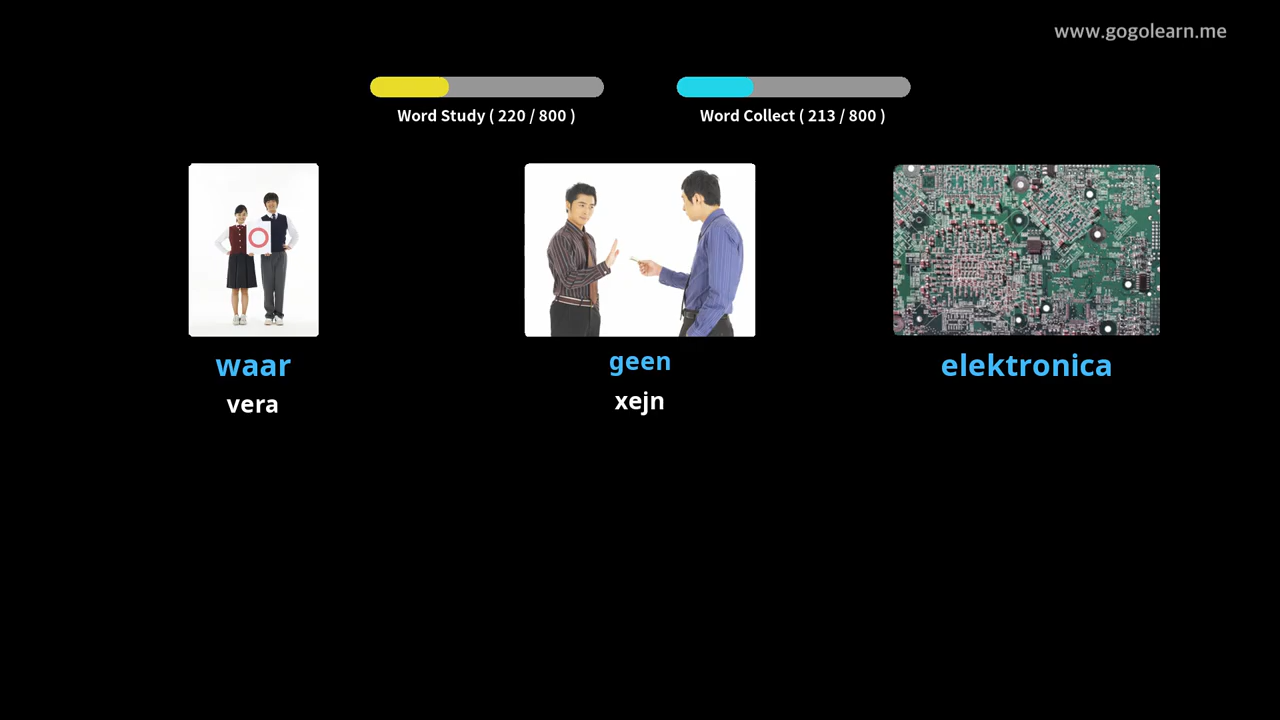 www.gogolearn.me
Word Study ( 220 / 800 )
Word Collect ( 213 / 800 )
waar
vera
geen
xejn
elektronica